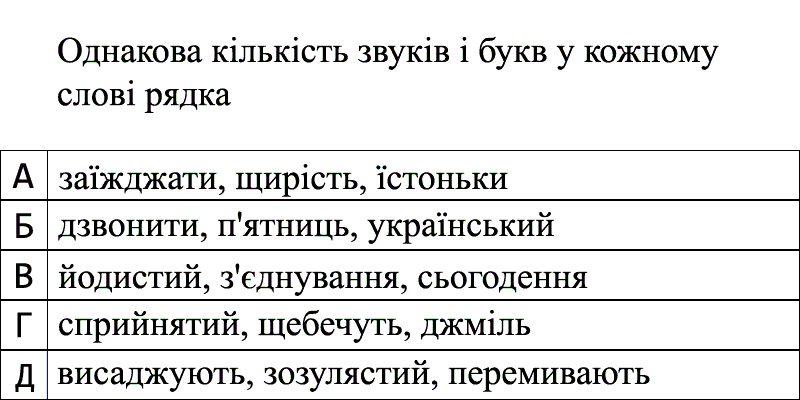 Однакова кількість звуків і букв у кожному
слові рядка
А заїжджати, щирість, їстоньки
Б дзвонити, п'ятниць, український
В йодистий, з'єднування, сьогодення
Г сприйнятий, щебечуть, джміль
Д висаджують, зозулястий, перемивають